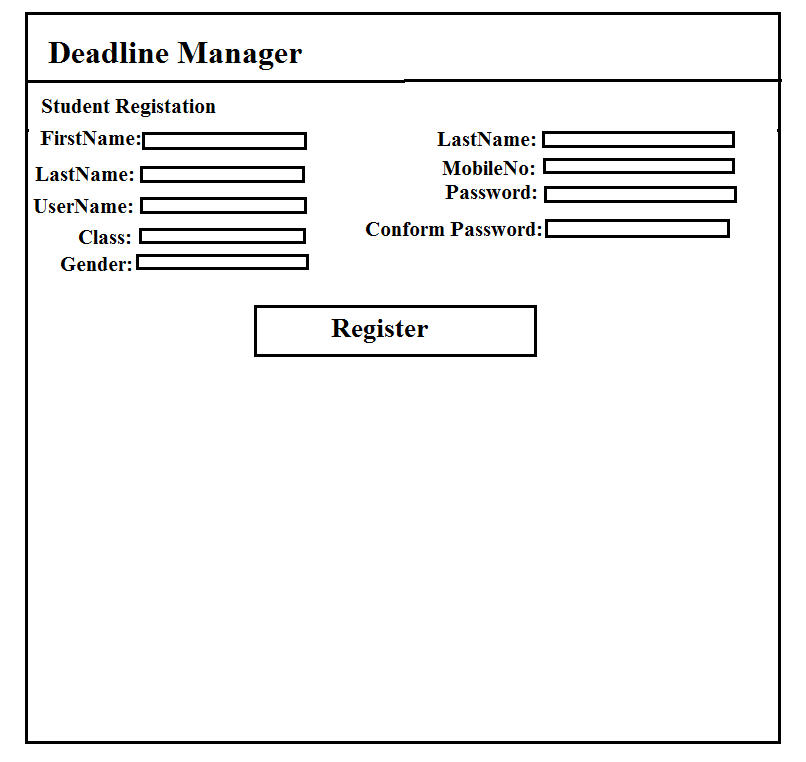 Deadline Manager
Student Registation
FirstName:
LastName:
LastName:
MobileNo:
UserName:
Password:
Class:
Conform Password:
Gender:
Register